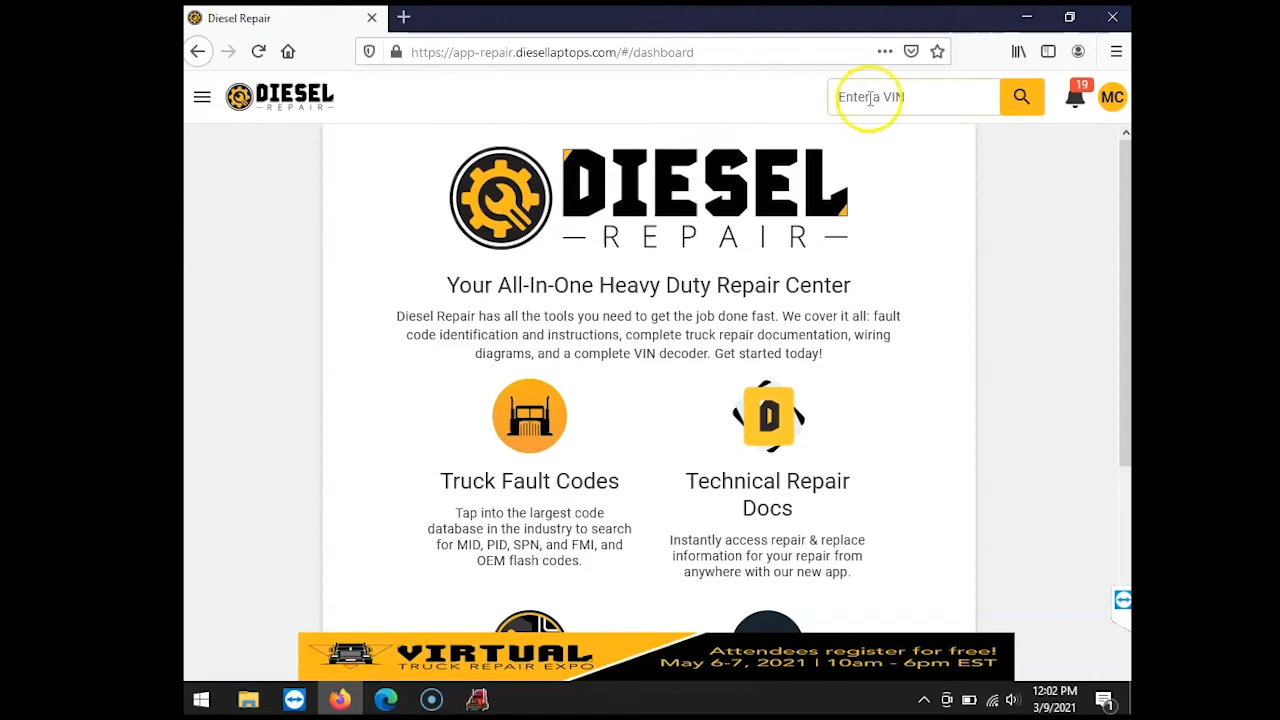 Diesel Repair
https://app-repair.diesellaptops.com/#/dashboard
DIESEL
REPAIR
Enter a VIN
19
MC
DIESEL
REPAIR
Your All-In-One Heavy Duty Repair Center
Diesel Repair has all the tools you need to get the job done fast. We cover it all: fault
code identification and instructions, complete truck repair documentation, wiring
diagrams, and a complete VIN decoder. Get started today!
D
Truck Fault Codes
Tap into the largest code
database in the industry to search
for MID, PID, SPN, and FMI, and
OEM flash codes.
Technical Repair
Docs
Instantly access repair & replace
information for your repair from
anywhere with our new app.
VIRTUAL
TRUCK REPAIR EXPO
Attendees register for free!
May 6-7, 2021 | 10am - 6pm EST
12:02 PM
3/9/2021
1